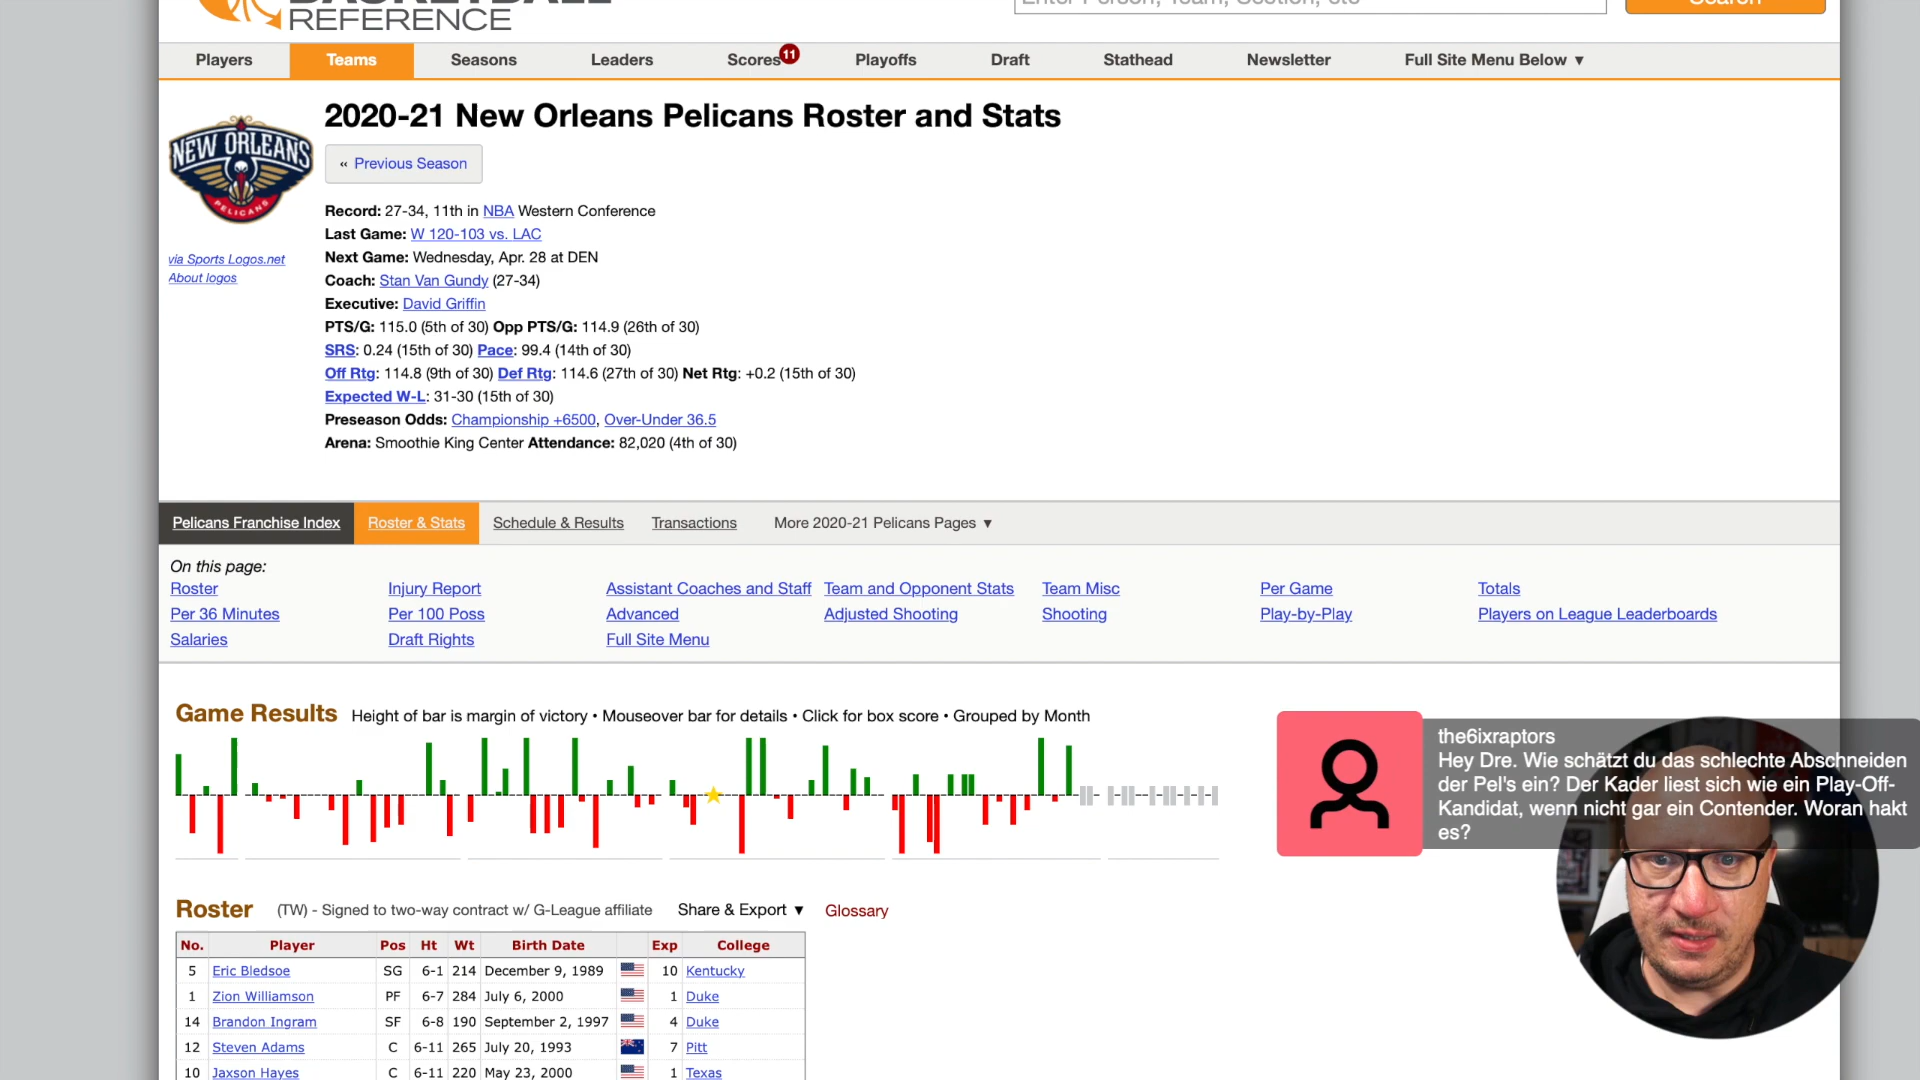 REFERENCE
Enter Person, Team, Section, etc
Search
Players
Teams
Seasons
Leaders
Scores 11
Playoffs
Draft
Stathead
Newsletter
Full Site Menu Below ▼
2020-21 New Orleans Pelicans Roster and Stats
« Previous Season
NEW ORLEANS
PELICANS
via Sports Logos.net
About logos
Record: 27-34, 11th in NBA Western Conference
Last Game: W 120-103 vs. LAC
Next Game: Wednesday, Apr. 28 at DEN
Coach: Stan Van Gundy (27-34)
Executive: David Griffin
PTS/G: 115.0 (5th of 30) Opp PTS/G: 114.9 (26th of 30)
SRS: 0.24 (15th of 30) Pace: 99.4 (14th of 30)
Off Rtg: 114.8 (9th of 30) Def Rtg: 114.6 (27th of 30) Net Rtg: +0.2 (15th of 30)
Expected W-L: 31-30 (15th of 30)
Preseason Odds: Championship +6500, Over-Under 36.5
Arena: Smoothie King Center Attendance: 82,020 (4th of 30)
Pelicans Franchise Index
Roster & Stats
Schedule & Results
Transactions
More 2020-21 Pelicans Pages ▼
On this page:
Roster Injury Report Assistant Coaches and Staff Team and Opponent Stats Team Misc Per Game Totals
Per 36 Minutes Per 100 Poss Advanced Adjusted Shooting Shooting Play-by-Play Players on League Leaderboards
Salaries Draft Rights Full Site Menu
Game Results Height of bar is margin of victory • Mouseover bar for details • Click for box score • Grouped by Month
the6ixraptors
Hey Dre. Wie schätzt du das schlechte Abschneiden
der Pel's ein? Der Kader liest sich wie ein Play-Off-
Kandidat, wenn nicht gar ein Contender. Woran hakt
es?
Roster (TW) - Signed to two-way contract w/ G-League affiliate Share & Export ▼ Glossary
No. Player Pos Ht Wt Birth Date Exp College
5 Eric Bledsoe SG 6-1 214 December 9, 1989 10 Kentucky
1 Zion Williamson PF 6-7 284 July 6, 2000 1 Duke
14 Brandon Ingram SF 6-8 190 September 2, 1997 4 Duke
12 Steven Adams C 6-11 265 July 20, 1993 7 Pitt
10 Jaxson Hayes C 6-11 220 May 23, 2000 1 Texas